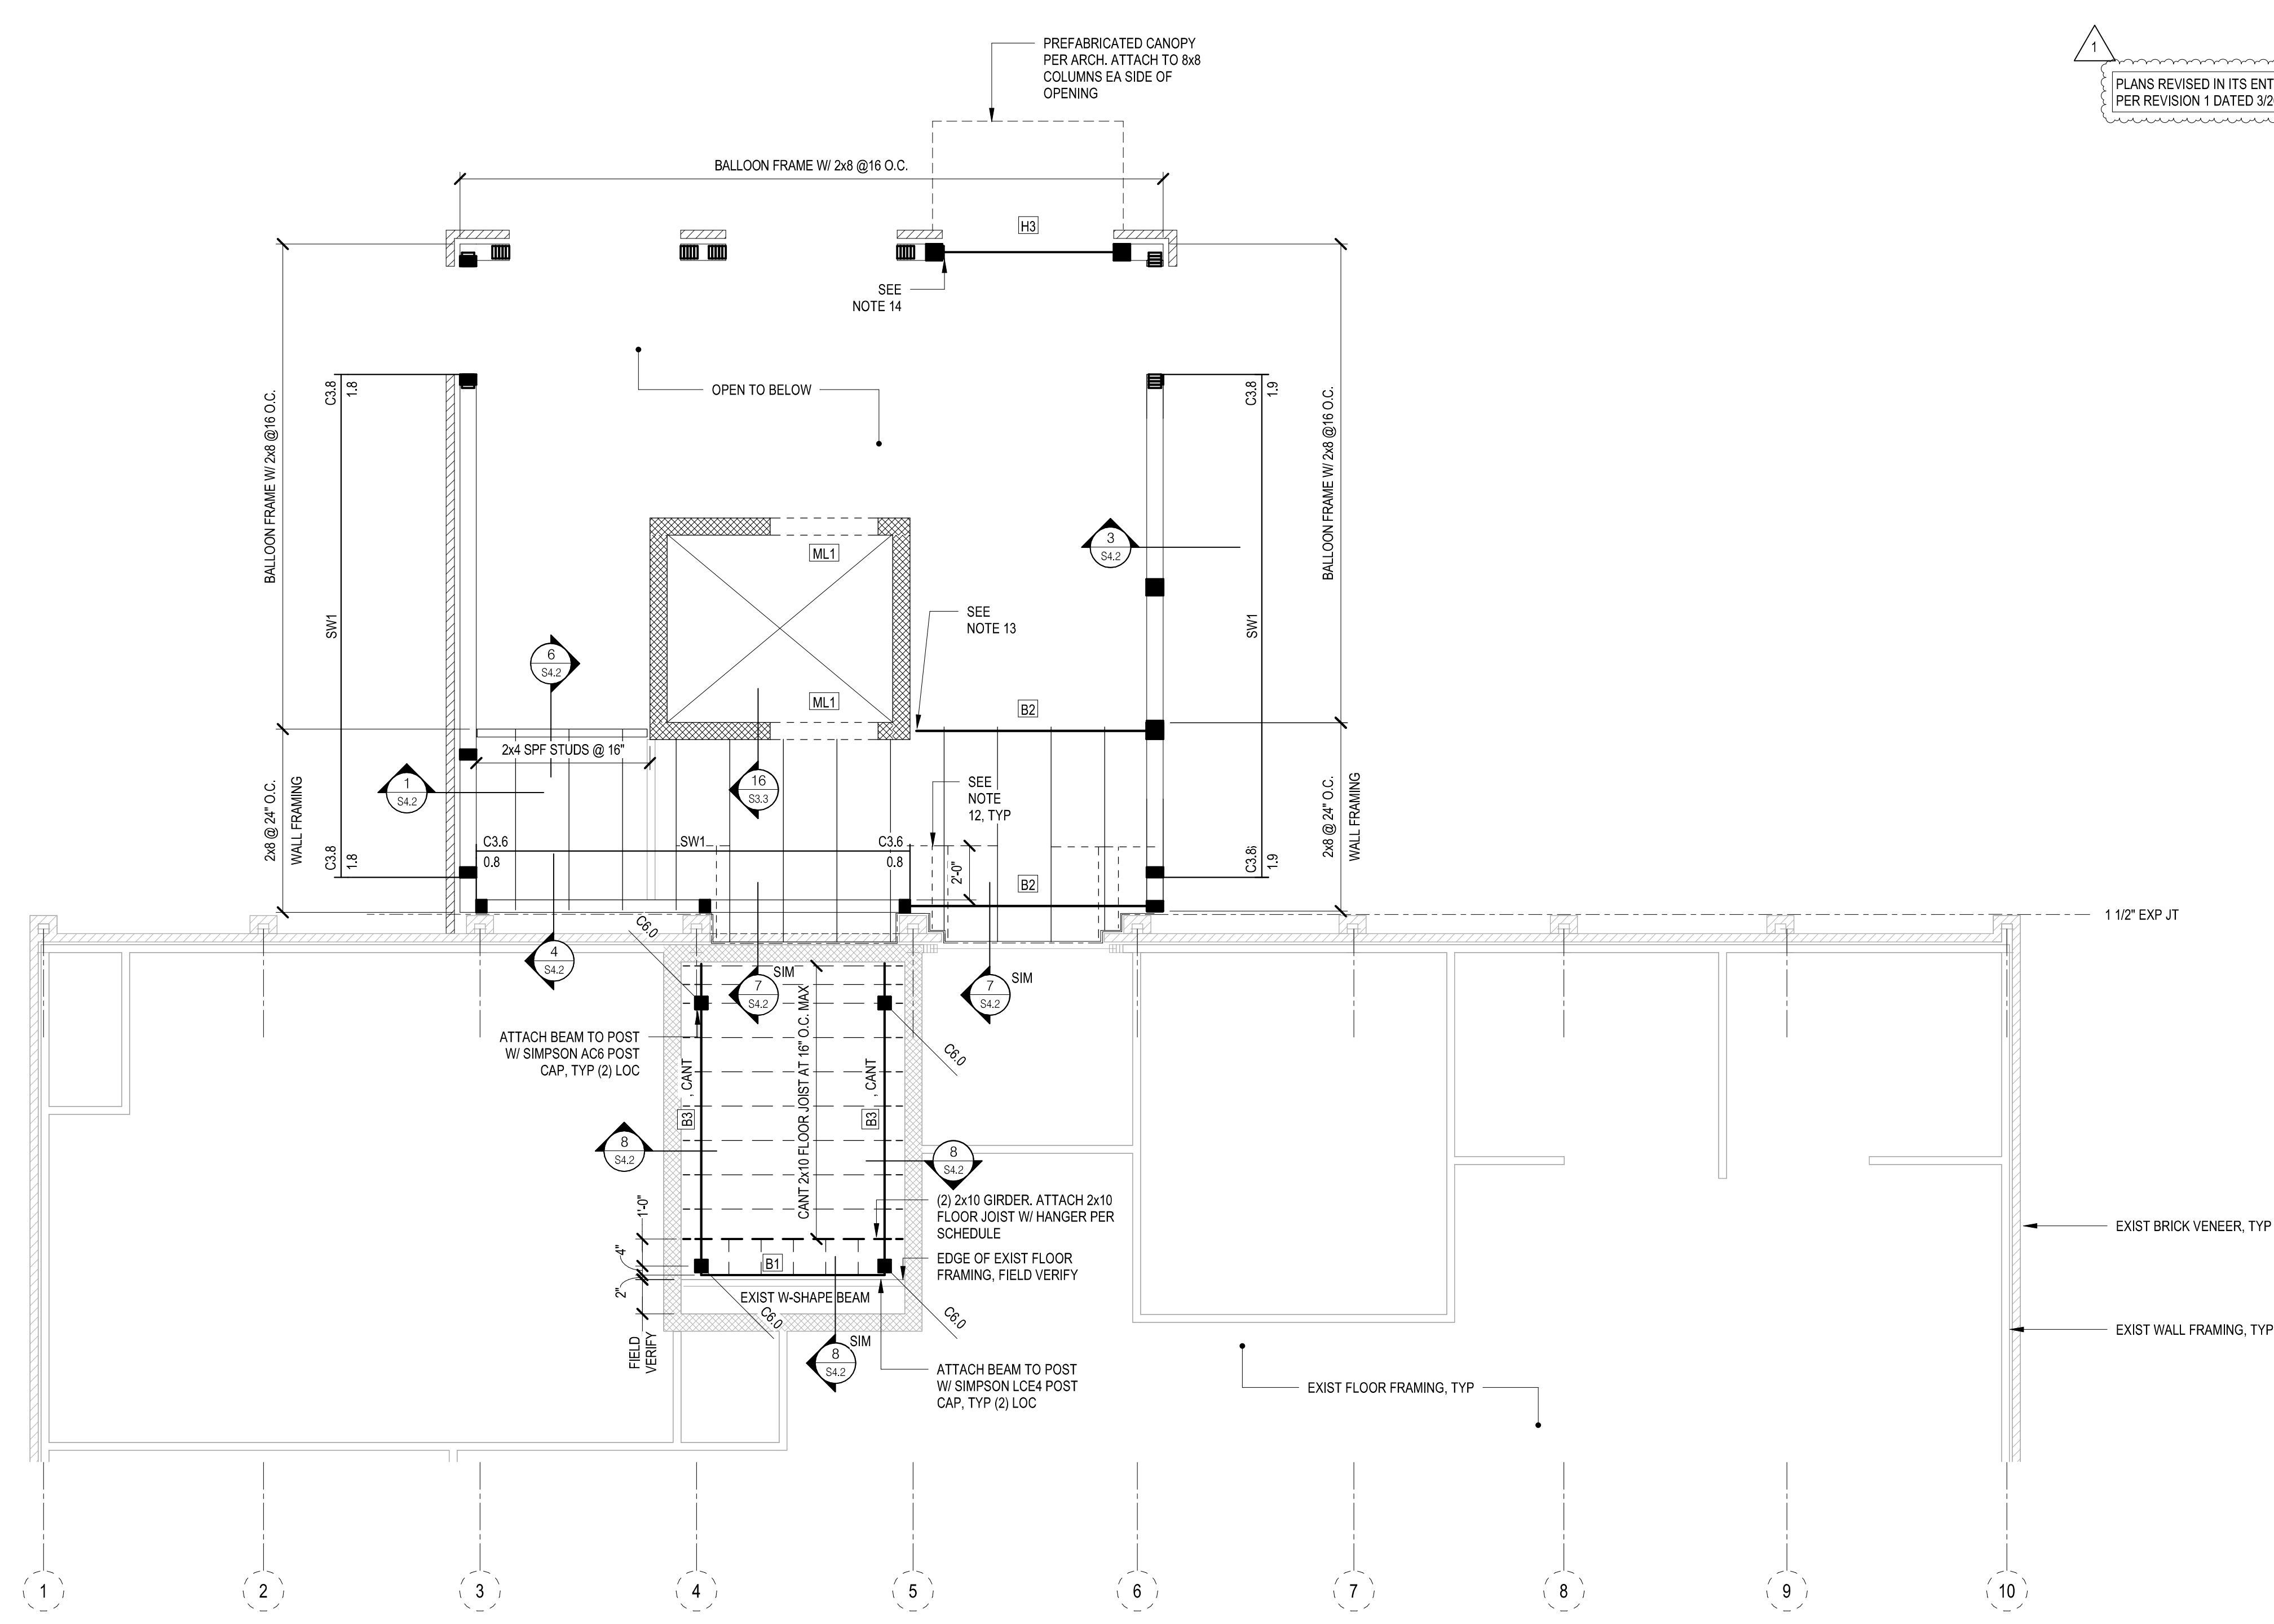 PREFABRICATED CANOPY
PER ARCH. ATTACH TO 8x8
COLUMNS EA SIDE OF
OPENING
1
PLANS REVISED IN ITS ENT
PER REVISION 1 DATED 3/2
BALLOON FRAME W/ 2x8 @16 O.C.
H3
SEE
NOTE 14
OPEN TO BELOW
BALLOON FRAME W/ 2x8 @16 O.C.
C3.8
1.8
SW1
C3.8
1.8
2x8 @ 24" O.C.
WALL FRAMING
C3.8
1.9
SW1
C3.8
1.9
BALLOON FRAME W/ 2x8 @16 O.C.
2x8 @ 24" O.C.
WALL FRAMING
ML1
3
S4.2
SEE
NOTE 13
6
S4.2
ML1
B2
2x4 SPF STUDS @ 16"
1
S4.2
16
S3.3
SEE
NOTE
12, TYP
C3.6
0.8
SW1
C3.6
0.8
2'-0"
B2
1 1/2" EXP JT
C6.0
4
S4.2
7
S4.2
SIM
7
S4.2
SIM
ATTACH BEAM TO POST
W/ SIMPSON AC6 POST
CAP, TYP (2) LOC
C6.0
B3
, CANT
CANT 2x10 FLOOR JOIST AT 16" O.C. MAX
B3
, CANT
8
S4.2
8
S4.2
(2) 2x10 GIRDER. ATTACH 2x10
FLOOR JOIST W/ HANGER PER
SCHEDULE
1'-0"
4"
2"
B1
EDGE OF EXIST FLOOR
FRAMING, FIELD VERIFY
EXIST W-SHAPE BEAM
C6.0
C6.0
FIELD
VERIFY
8
S4.2
SIM
ATTACH BEAM TO POST
W/ SIMPSON LCE4 POST
CAP, TYP (2) LOC
EXIST BRICK VENEER, TYP
EXIST WALL FRAMING, TYP
EXIST FLOOR FRAMING, TYP
1
2
3
4
5
6
7
8
9
10